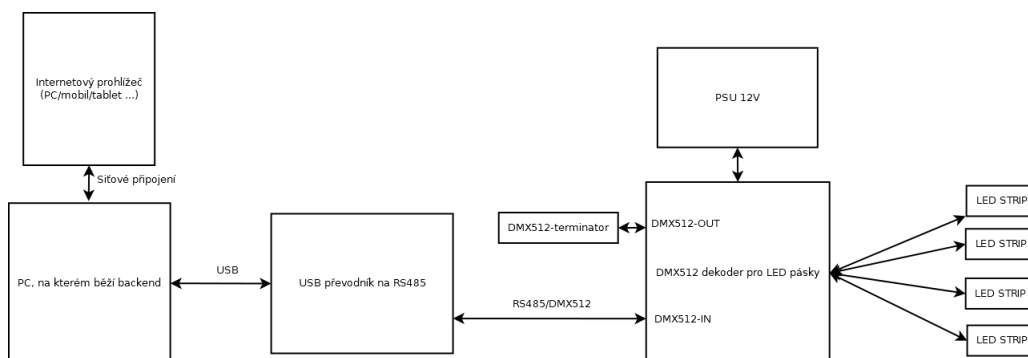 Internetový prohlížeč
(PC/mobil/tablet ...)
Síťové připojení
PC, na kterém běží backend
USB
USB převodník na RS485
RS485/DMX512
PSU 12V
DMX512-terminator
DMX512-OUT
DMX512 dekoder pro LED pásky
DMX512-IN
LED STRIP
LED STRIP
LED STRIP
LED STRIP